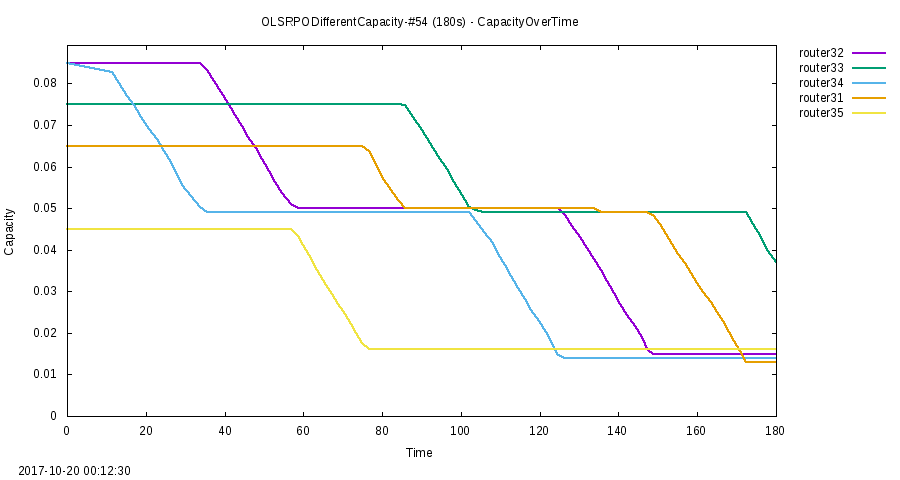 OLSRPODifferentCapacity-#54 (180s) - CapacityOverTime
router32
router33
router34
router31
router35
0.08
0.07
0.06
0.05
0.04
0.03
0.02
0.01
0
Capacity
0 20 40 60 80 100 120 140 160 180
Time
2017-10-20 00:12:30